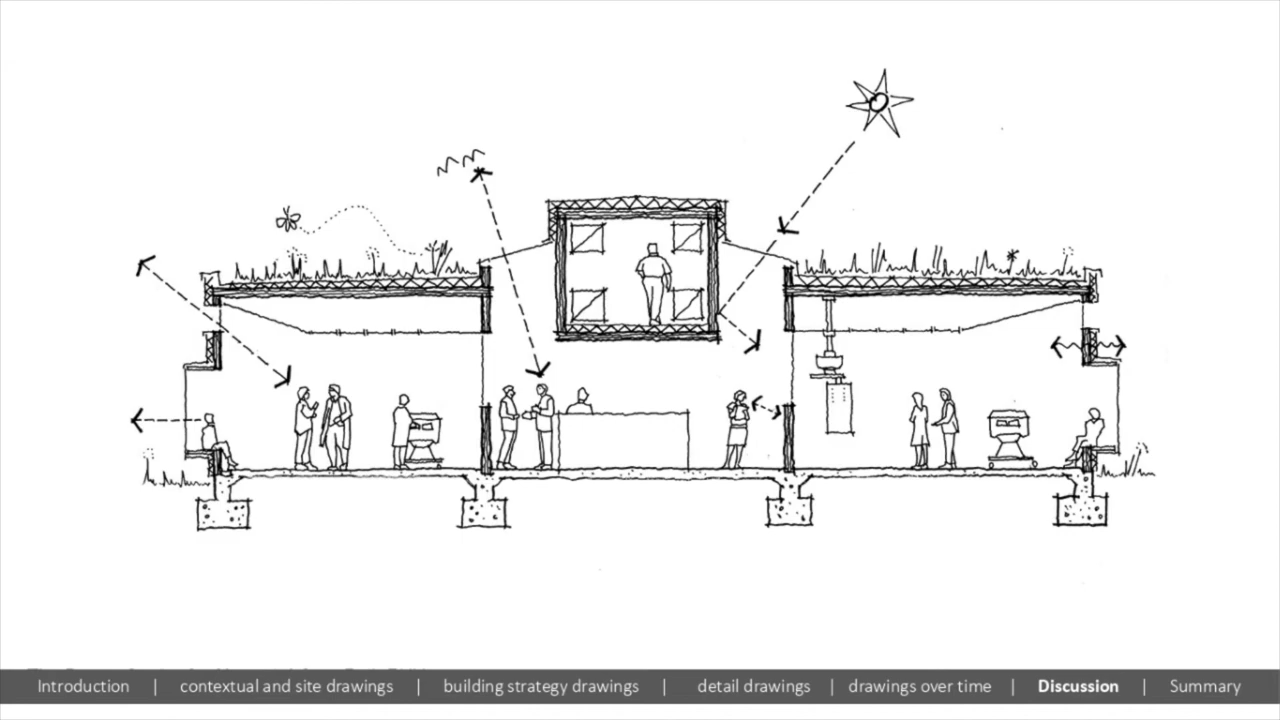 Introduction | contextual and site drawings | building strategy drawings | detail drawings | drawings over time | Discussion | Summary